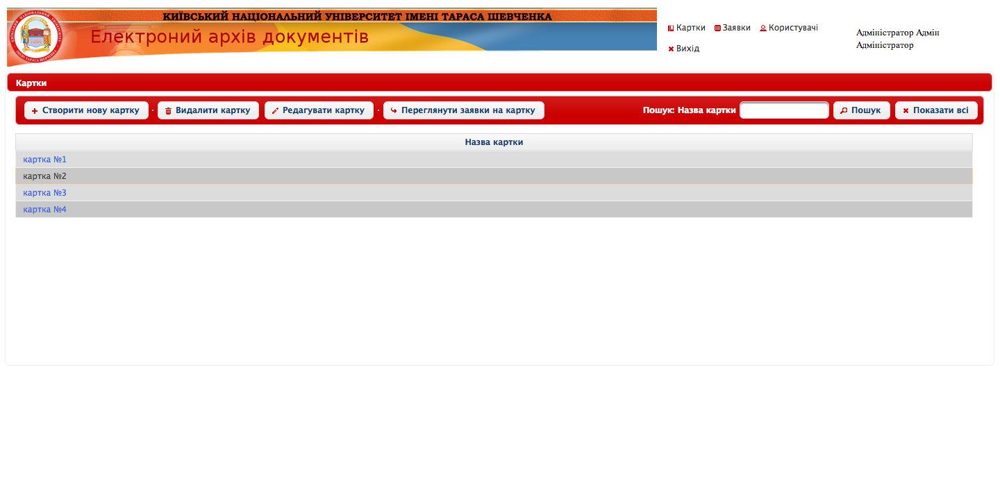 КИЇВСЬКИЙ НАЦІОНАЛЬНИЙ УНІВЕРСИТЕТ ІМЕНІ ТАРАСА ШЕВЧЕНКА
Електроний архів документів
Картки Заявки Користувачі
Вихід
Адміністратор Адмін
Адміністратор
Картки
Створити нову картку · Видалити картку Редагувати картку · Переглянути заявки на картку Пошук: Назва картки Пошук Показати всі
Назва картки
картка №1
картка №2
картка №3
картка №4